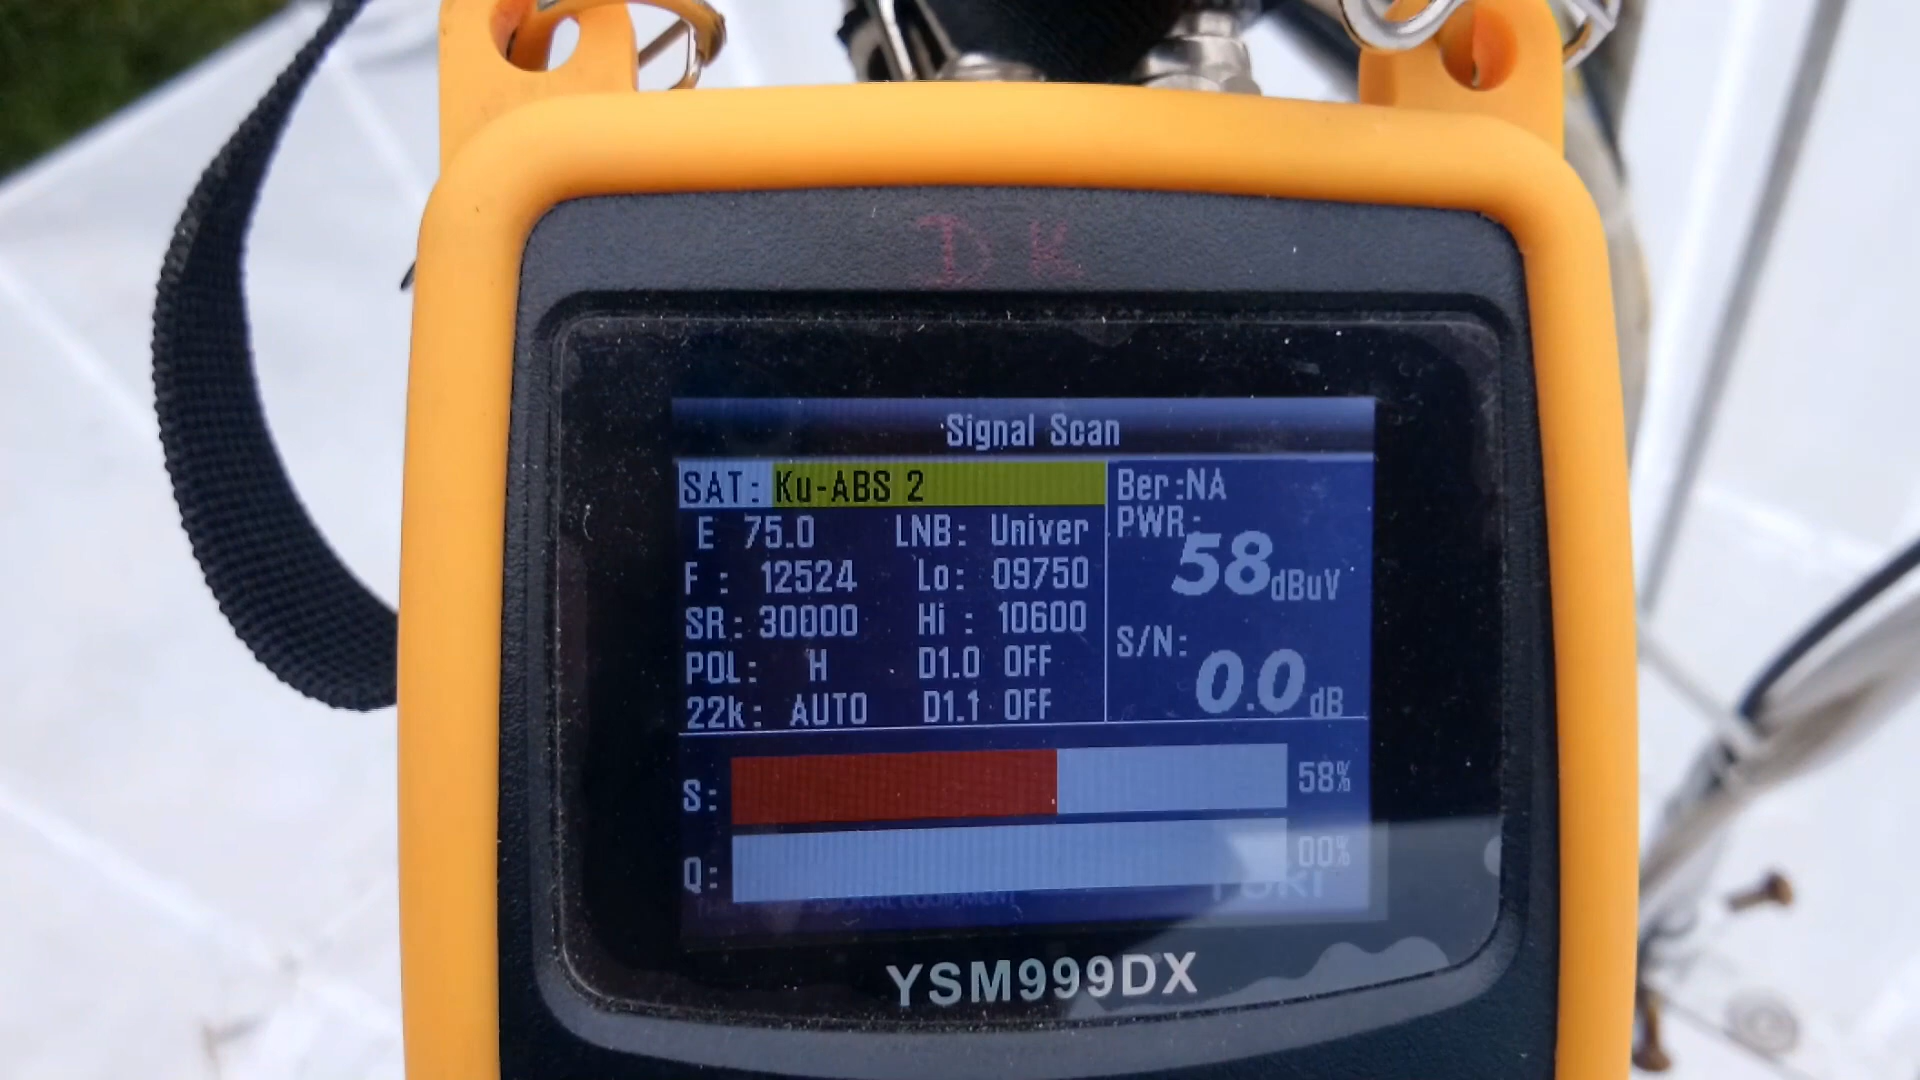 DK
Signal Scan
SAT: Ku-ABS 2
E 75.0 LNB: Univer
F : 12524 Lo: 09750
SR: 30000 Hi : 10600
POL: H D1.0 OFF
22k: AUTO D1.1 OFF
Ber:NA
PWR:
58dBuV
S/N:
0.0dB
S: 58%
Q: 00%
EQUIPMENT
YSM999DX